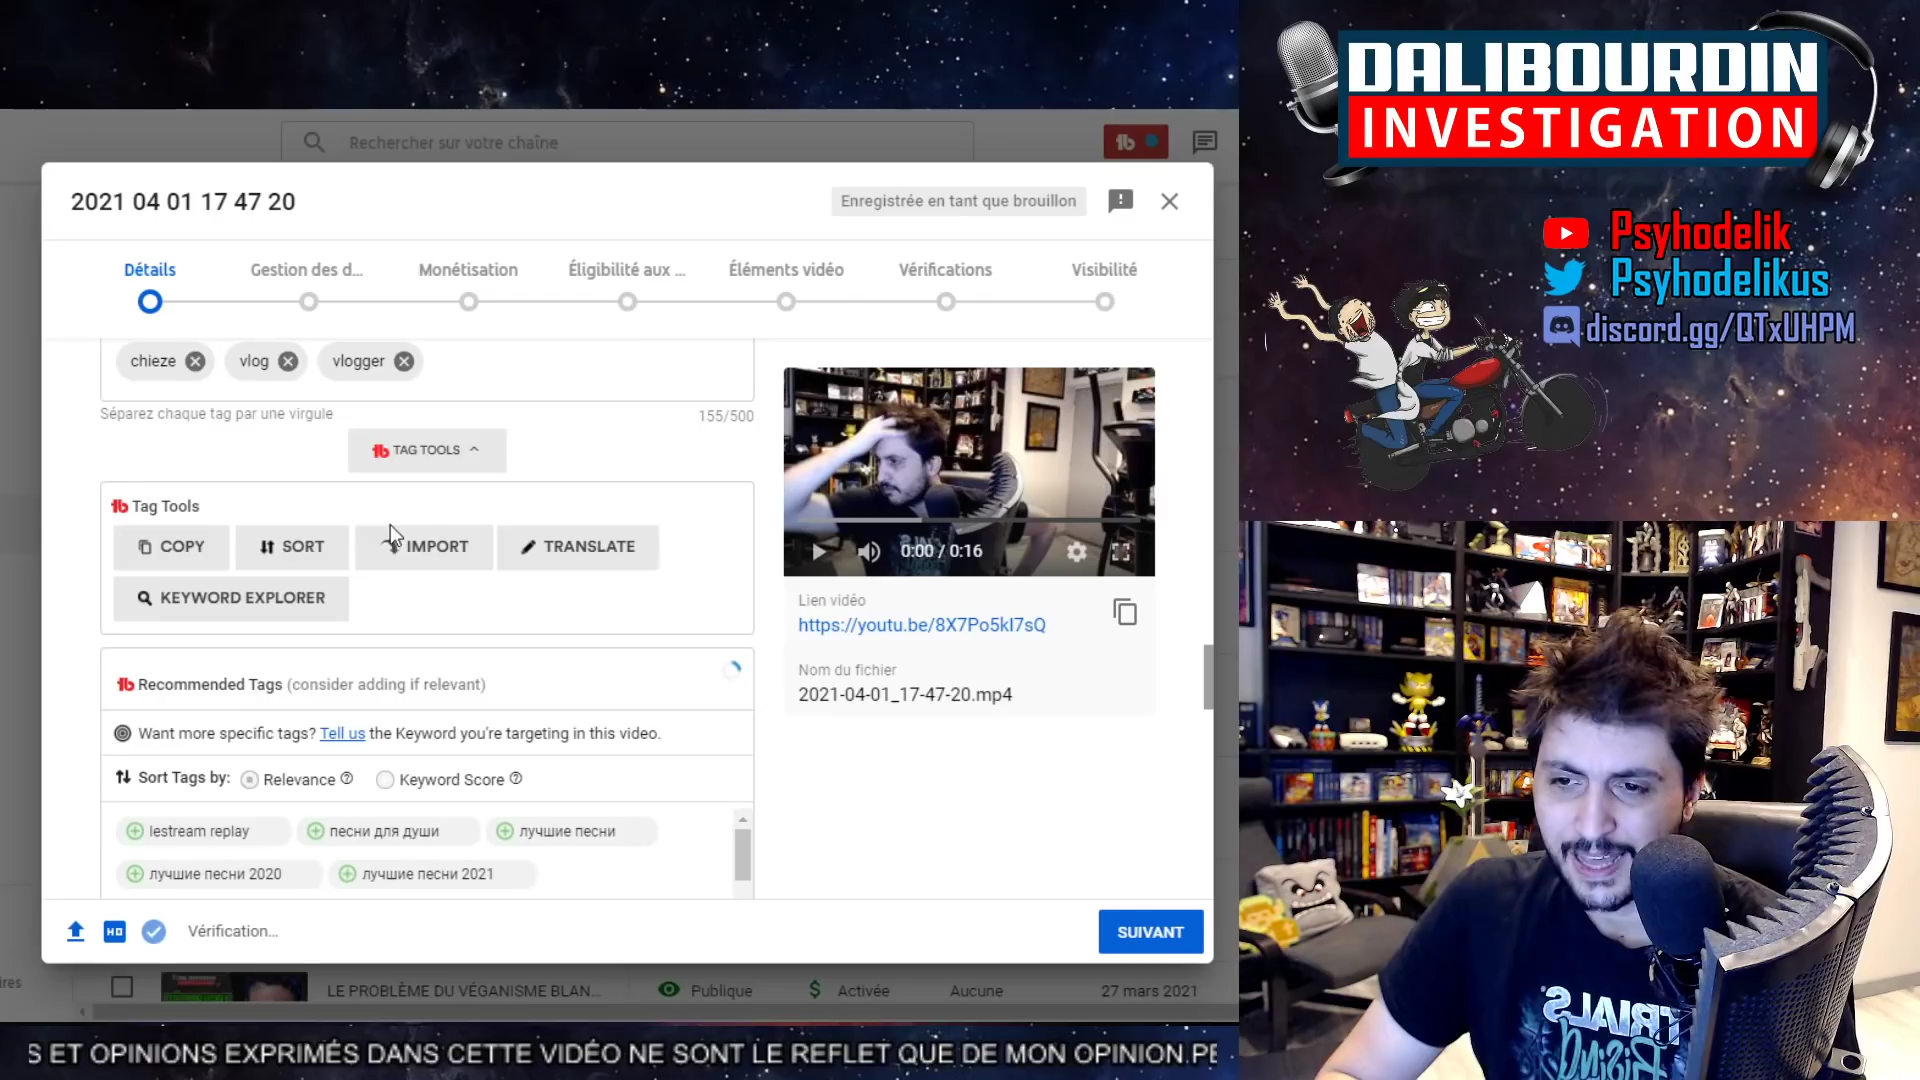 Rechercher sur votre chaîne
2021 04 01 17 47 20
Enregistrée en tant que brouillon
Détails
Gestion des d...
Monétisation
Éligibilité aux ...
Éléments vidéo
Vérifications
Visibilité
chieze
vlog
vlogger
Séparez chaque tag par une virgule
155/500
TAG TOOLS
Tag Tools
COPY
SORT
IMPORT
TRANSLATE
KEYWORD EXPLORER
Recommended Tags (consider adding if relevant)
Want more specific tags? Tell us the Keyword you're targeting in this video.
Sort Tags by: Relevance Keyword Score
lestream replay
песни для души
лучшие песни
лучшие песни 2020
лучшие песни 2021
0:00 / 0:16
Lien vidéo
https://youtu.be/8X7Po5kI7sQ
Nom du fichier
2021-04-01_17-47-20.mp4
HD
Vérification...
SUIVANT
ires
LE PROBLÈME DU VÉGANISME BLAN...
Publique
Activée
Aucune
27 mars 2021
S ET OPINIONS EXPRIMÉS DANS CETTE VIDÉO NE SONT LE REFLET QUE DE MON OPINION.PE
DALIBOURDIN
INVESTIGATION
Psyhodelik
Psyhodelikus
discord.gg/QTxUHPM
TRIALS
Rising